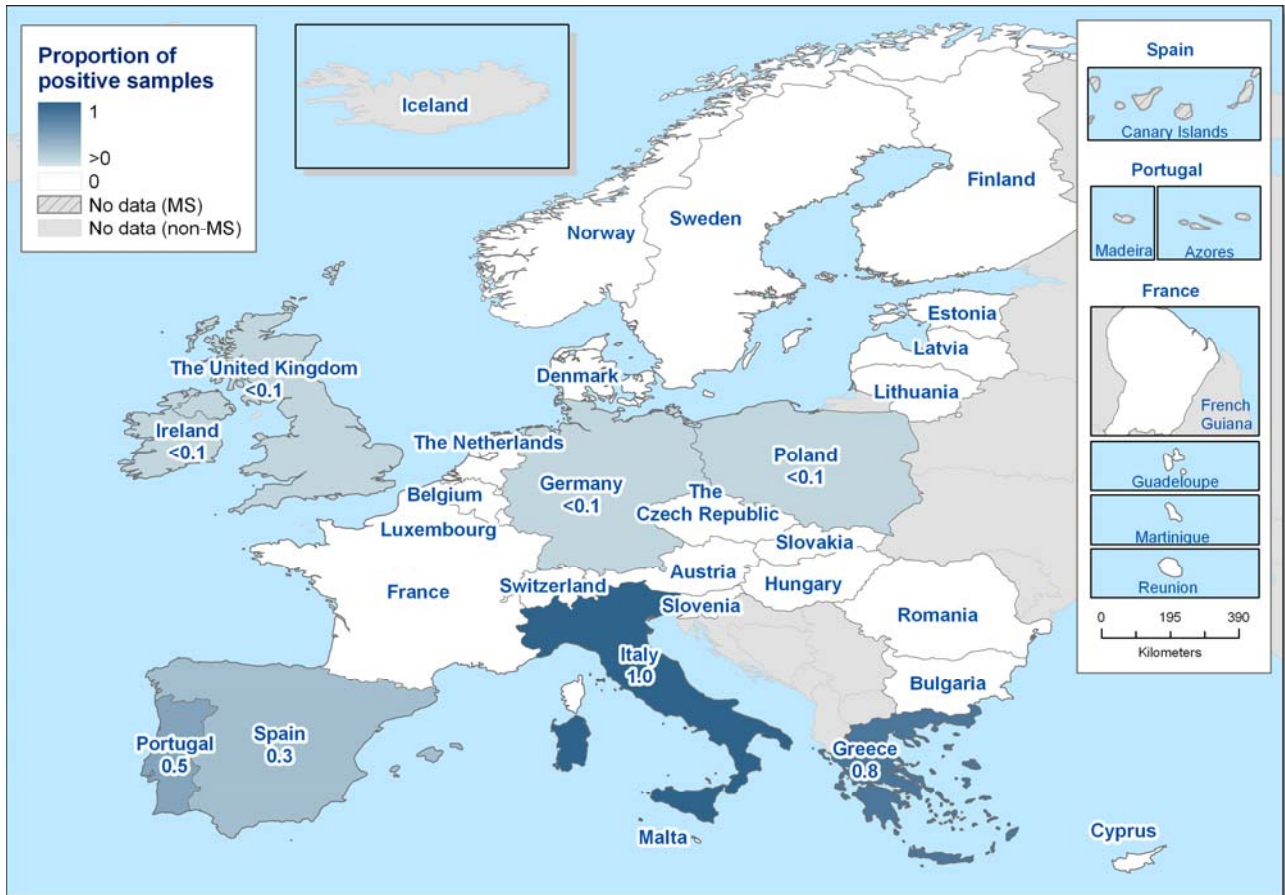 Proportion of
positive samples
1
>0
0
No data (MS)
No data (non-MS)
Iceland
Norway
Sweden
Finland
Estonia
Latvia
Lithuania
Denmark
The United Kingdom
<0.1
Ireland
<0.1
The Netherlands
Belgium
Luxembourg
Germany
<0.1
Poland
<0.1
The
Czech Republic
Slovakia
Austria
Hungary
Switzerland
Slovenia
France
Romania
Bulgaria
Italy
1.0
Portugal
0.5
Spain
0.3
Greece
0.8
Malta
Cyprus
Spain
Canary Islands
Portugal
Madeira
Azores
France
French
Guiana
Guadeloupe
Martinique
Reunion
0 195 390
Kilometers